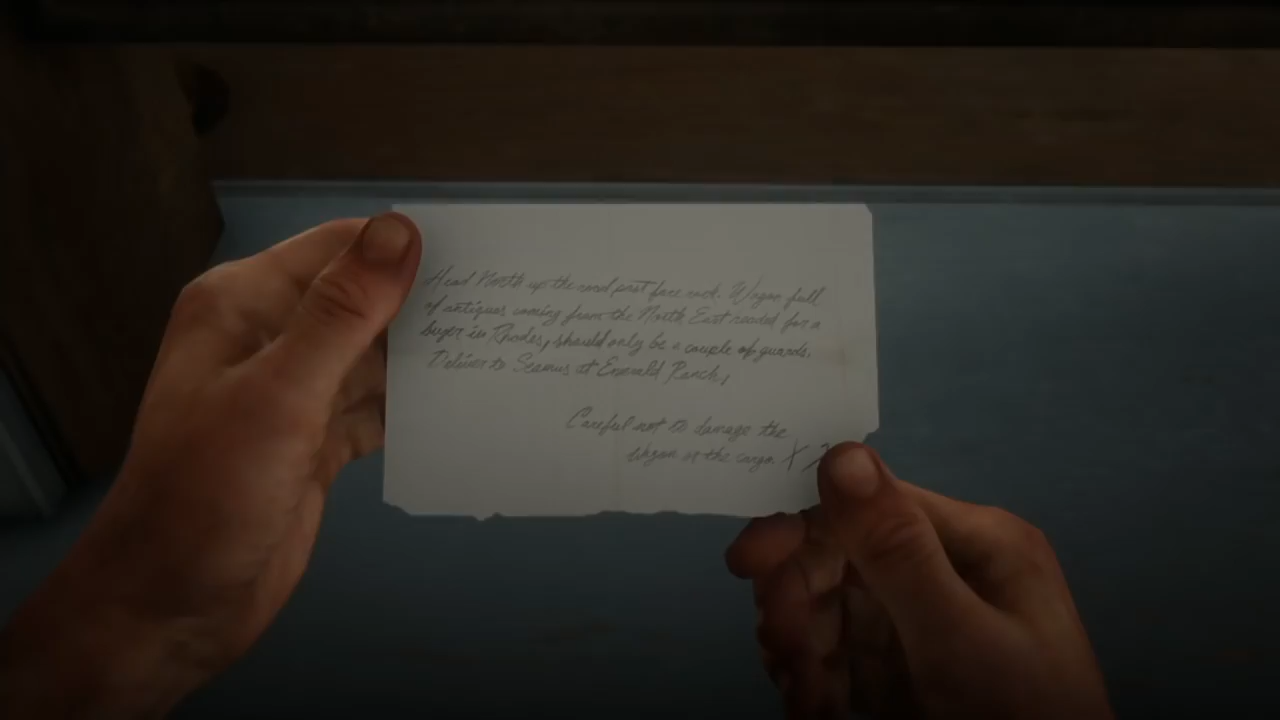 Head North up the road past face rock. Wagon full
of antiques, coming from the North East headed for a
buyer in Rhodes, should only be a couple of guards.
Deliver to Seamus at Emerald Ranch,
Careful not to damage the
Wagon or the cargo. X